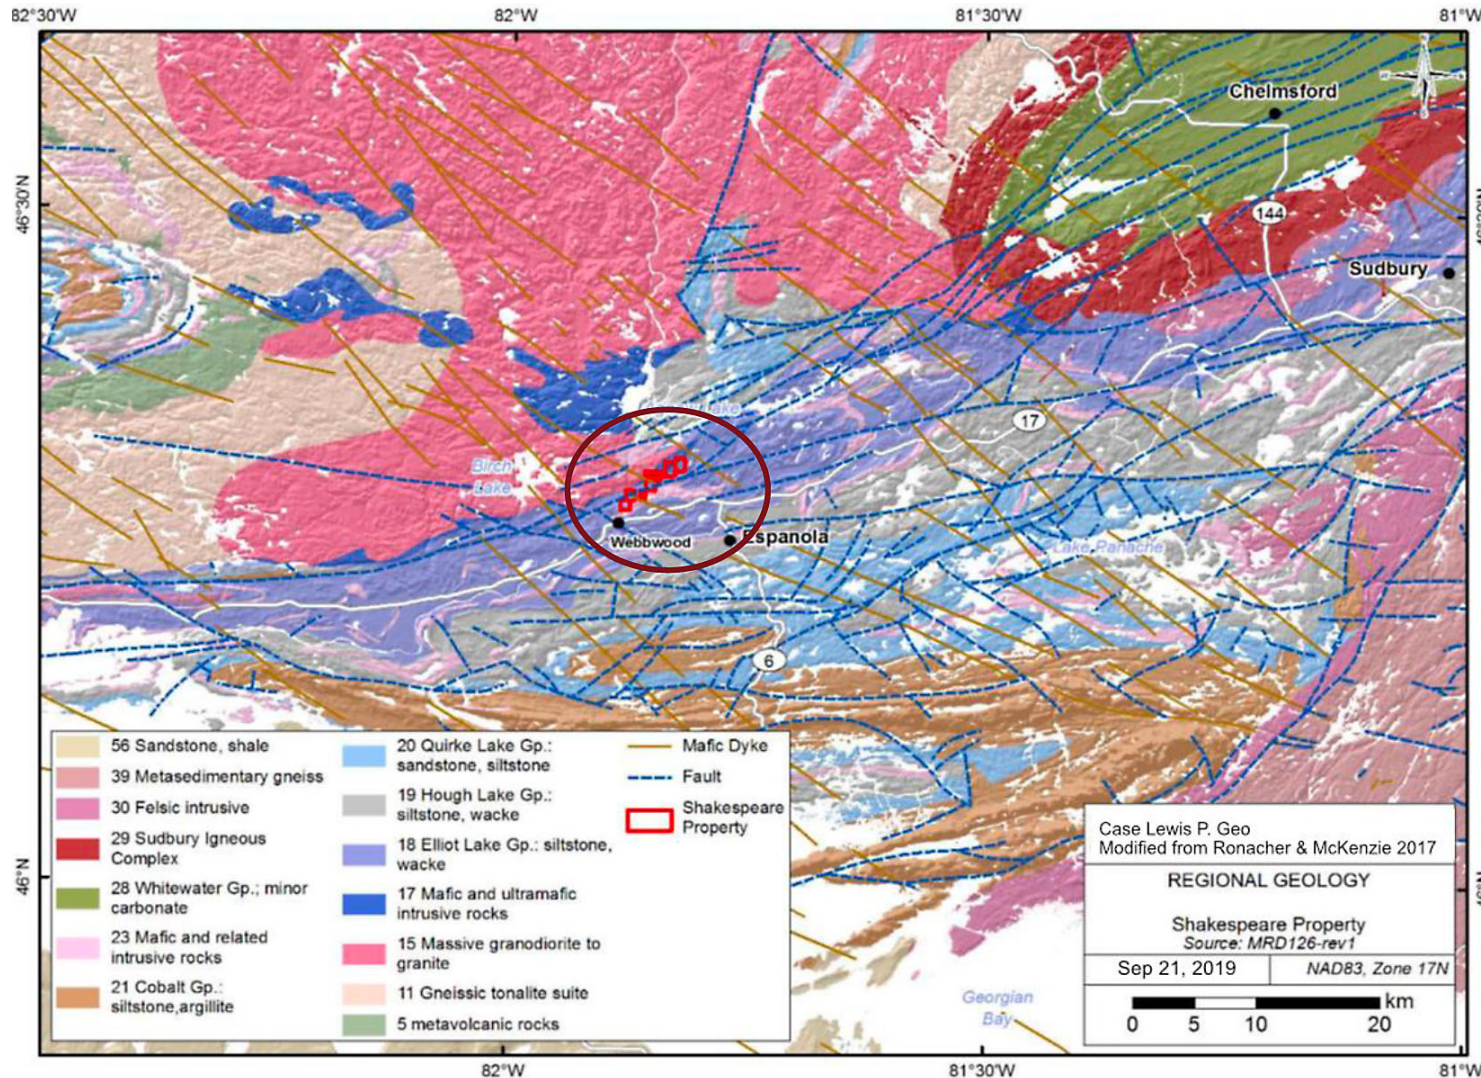 82°30'W 82°W 81°30'W 81°W
Chelmsford
46°30'N
144
Sudbury
17
Birch
Lake
Webbwood
Espanola
Lake Panache
6
56 Sandstone, shale
39 Metasedimentary gneiss
30 Felsic intrusive
29 Sudbury Igneous
Complex
28 Whitewater Gp.; minor
carbonate
23 Mafic and related
intrusive rocks
21 Cobalt Gp.:
siltstone,argillite
20 Quirke Lake Gp.:
sandstone, siltstone
19 Hough Lake Gp.:
siltstone, wacke
18 Elliot Lake Gp.: siltstone,
wacke
17 Mafic and ultramafic
intrusive rocks
15 Massive granodiorite to
granite
11 Gneissic tonalite suite
5 metavolcanic rocks
Mafic Dyke
Fault
Shakespeare
Property
46°N
Case Lewis P. Geo
Modified from Ronacher & McKenzie 2017
REGIONAL GEOLOGY
Shakespeare Property
Source: MRD126-rev1
Sep 21, 2019 NAD83, Zone 17N
km
0 5 10 20
Georgian
Bay
82°W 81°30'W 81°W